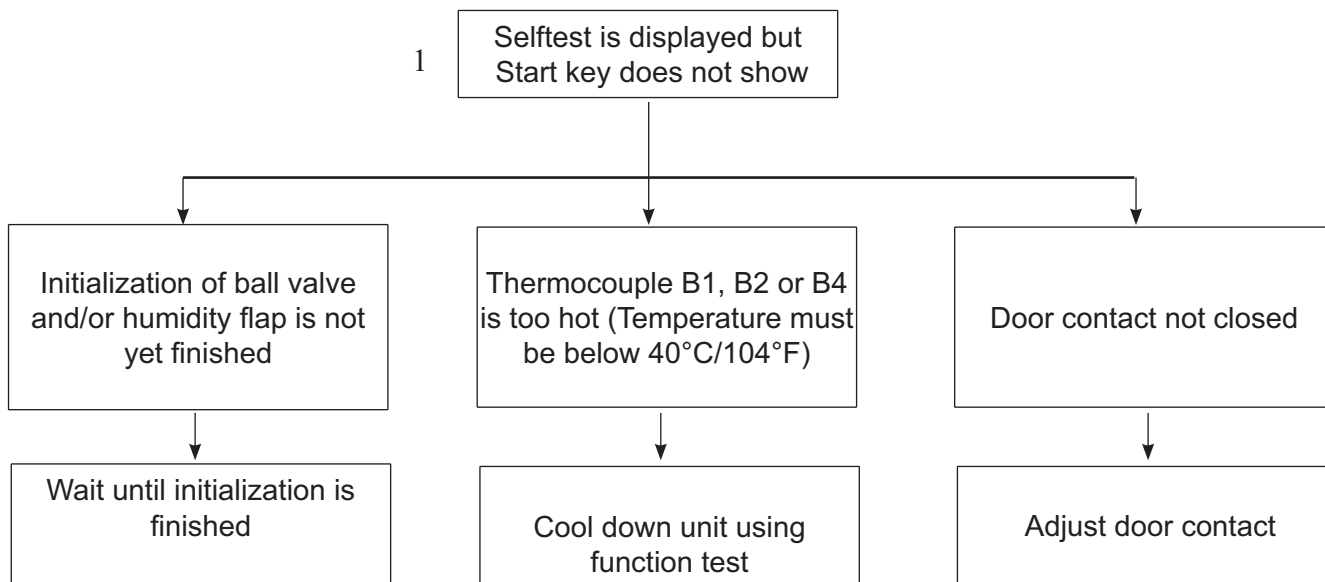 1
Selftest is displayed but
Start key does not show
Initialization of ball valve
and/or humidity flap is not
yet finished
Thermocouple B1, B2 or B4
is too hot (Temperature must
be below 40°C/104°F)
Door contact not closed
Wait until initialization is
finished
Cool down unit using
function test
Adjust door contact